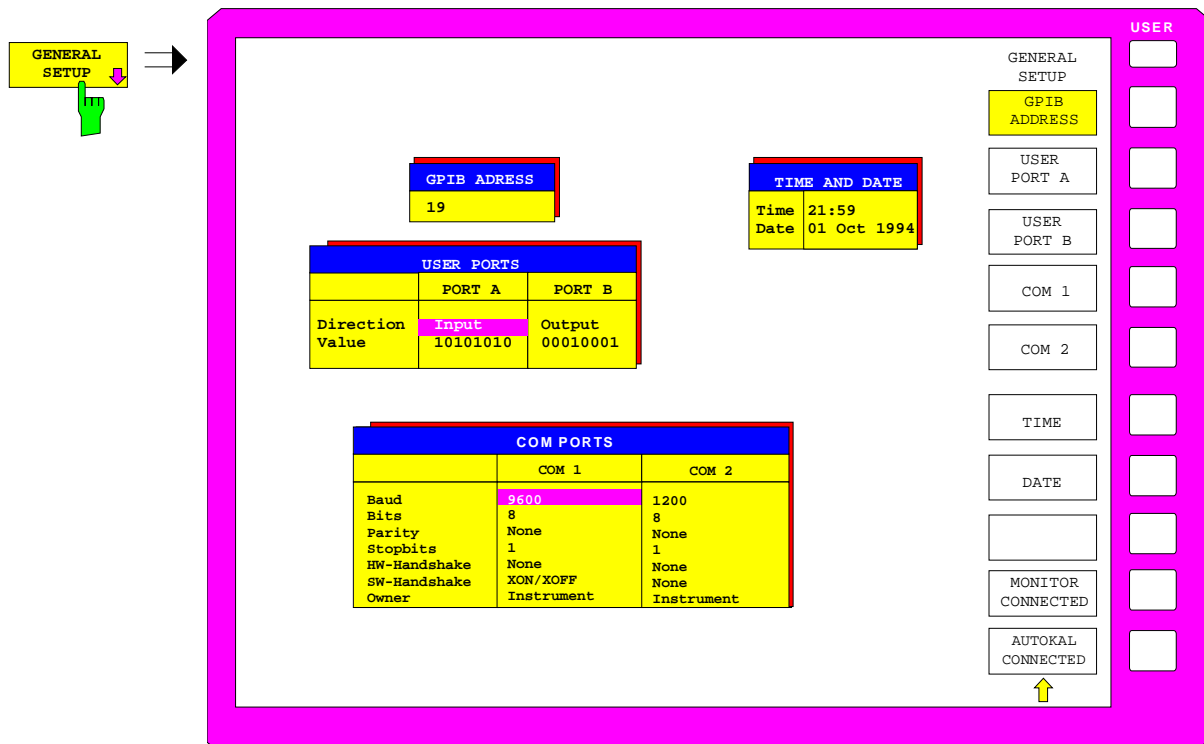 GENERAL
SETUP
USER
GENERAL
SETUP
GPIB
ADDRESS
USER
PORT A
USER
PORT B
COM 1
COM 2
TIME
DATE
MONITOR
CONNECTED
AUTOKAL
CONNECTED
GPIB ADRESS
19
TIME AND DATE
Time 21:59
Date 01 Oct 1994
USER PORTS
PORT A PORT B
Direction Input Output
Value 10101010 00010001
COM PORTS
COM 1 COM 2
Baud 9600 1200
Bits 8 8
Parity None None
Stopbits 1 1
HW-Handshake None None
SW-Handshake XON/XOFF None
Owner Instrument Instrument